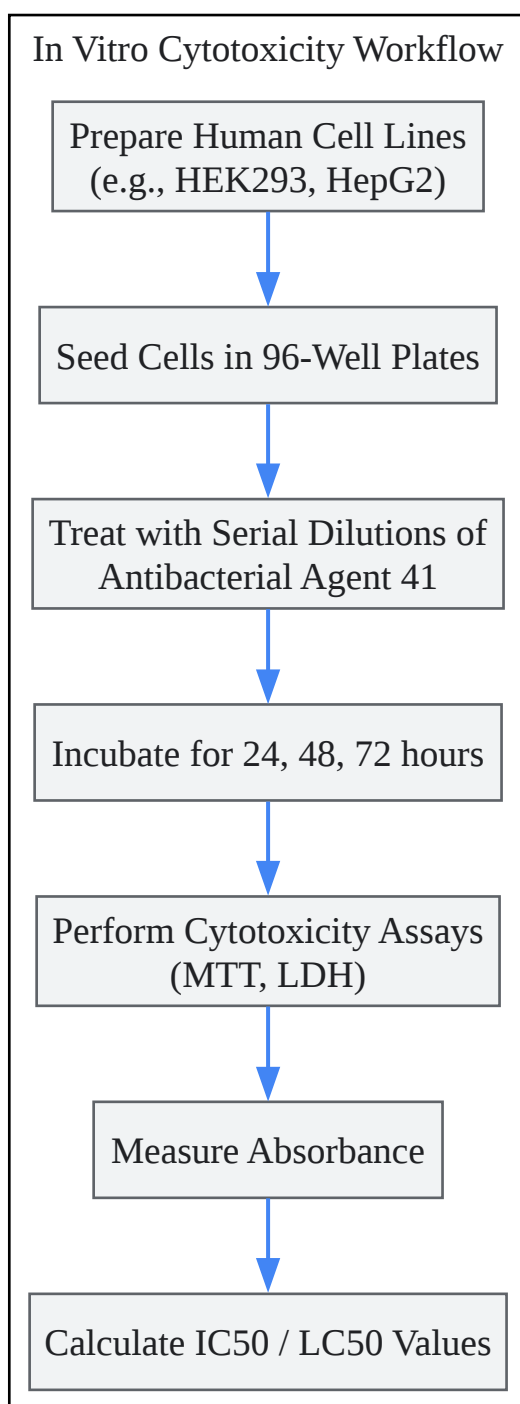 In Vitro Cytotoxicity Workflow
Prepare Human Cell Lines
(e.g., HEK293, HepG2)
Seed Cells in 96-Well Plates
Treat with Serial Dilutions of
Antibacterial Agent 41
Incubate for 24, 48, 72 hours
Perform Cytotoxicity Assays
(MTT, LDH)
Measure Absorbance
Calculate IC50 / LC50 Values